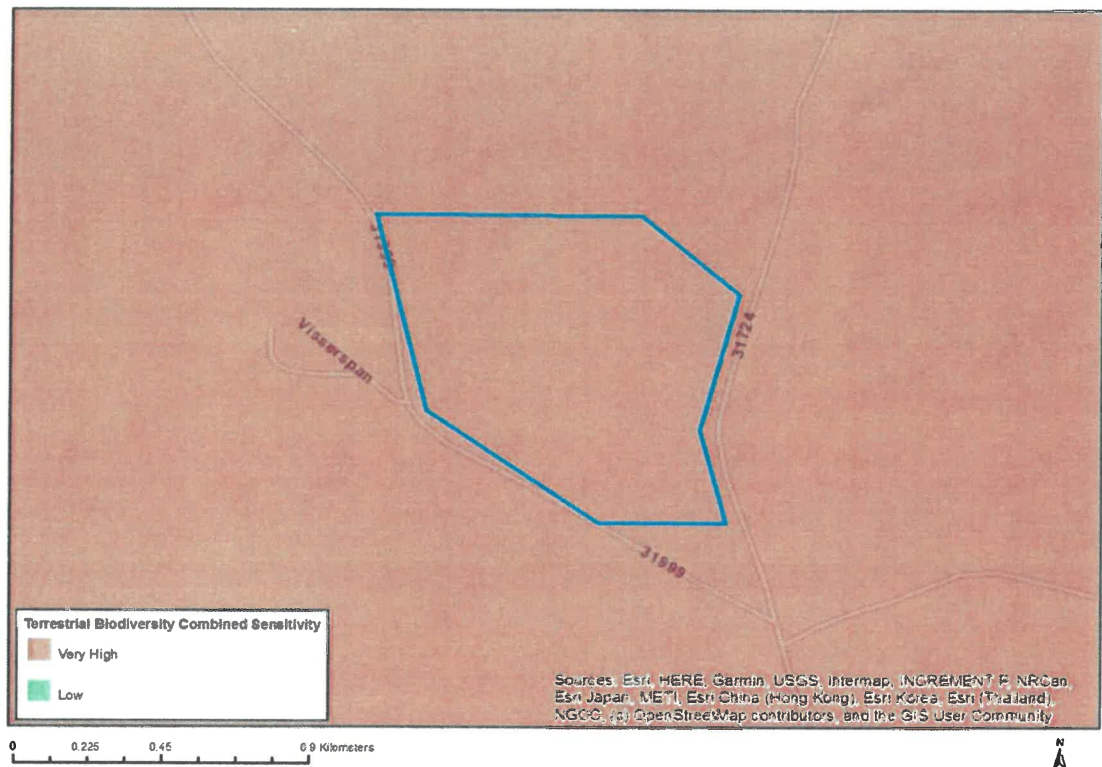 Visserspan
31724
31999
Terrestrial Biodiversity Combined Sensitivity
Very High
Low
Sources: Esri, HERE, Garmin, USGS, Intermap, INCREMENT P, NRCan,
Esri Japan, METI, Esri China (Hong Kong), Esri Korea, Esri (Thailand),
NGCC, (c) OpenStreetMap contributors, and the GIS User Community
0 0.225 0.45 0.9 Kilometers
N